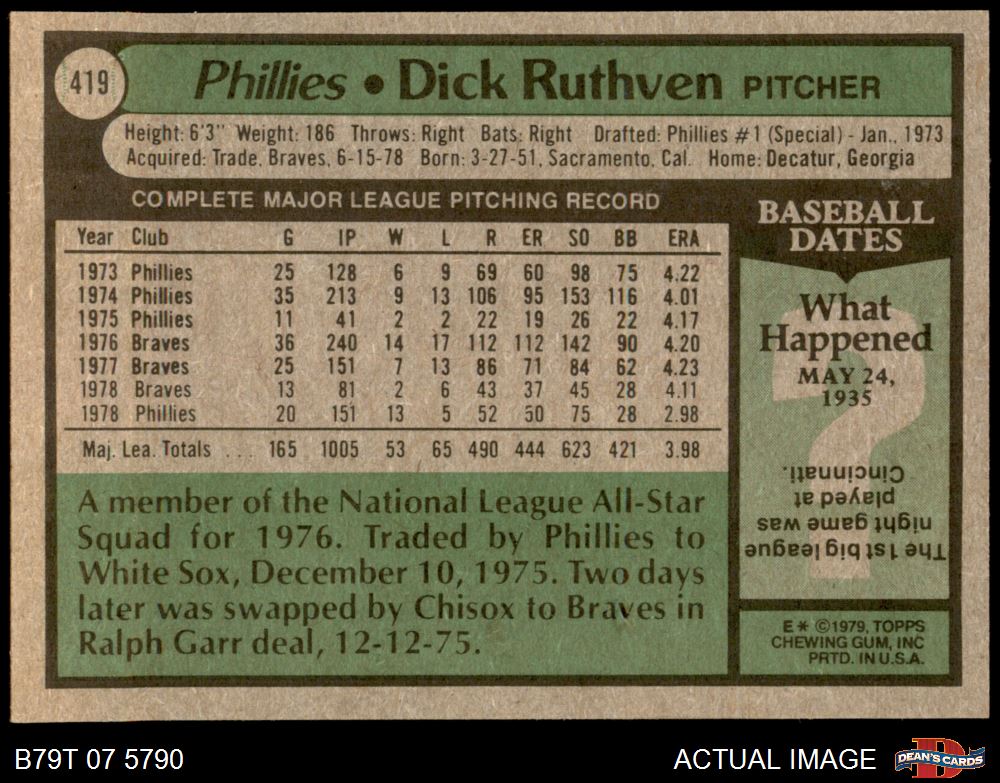 419
Phillies • Dick Ruthven PITCHER
Height: 6'3" Weight: 186 Throws: Right Bats: Right Drafted: Phillies #1 (Special) - Jan., 1973
Acquired: Trade, Braves, 6-15-78 Born: 3-27-51, Sacramento, Cal. Home: Decatur, Georgia
COMPLETE MAJOR LEAGUE PITCHING RECORD
Year Club G IP W L R ER SO BB ERA
1973 Phillies 25 128 6 9 69 60 98 75 4.22
1974 Phillies 35 213 9 13 106 95 153 116 4.01
1975 Phillies 11 41 2 2 22 19 26 22 4.17
1976 Braves 36 240 14 17 112 112 142 90 4.20
1977 Braves 25 151 7 13 86 71 84 62 4.23
1978 Braves 13 81 2 6 43 37 45 28 4.11
1978 Phillies 20 151 13 5 52 50 75 28 2.98
Maj. Lea. Totals . . . 165 1005 53 65 490 444 623 421 3.98
A member of the National League All-Star
Squad for 1976. Traded by Phillies to
White Sox, December 10, 1975. Two days
later was swapped by Chisox to Braves in
Ralph Garr deal, 12-12-75.
BASEBALL
DATES
What
Happened
MAY 24,
1935
?
The 1st big league
night game was
played at
Cincinnati.
E* ©1979, TOPPS
CHEWING GUM, INC
PRTD. IN U.S.A.
B79T 07 5790
ACTUAL IMAGE
D
DEAN'S CARDS